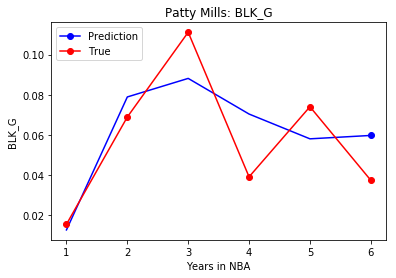 Patty Mills: BLK_G
Prediction
True
BLK_G
0.10
0.08
0.06
0.04
0.02
1 2 3 4 5 6
Years in NBA